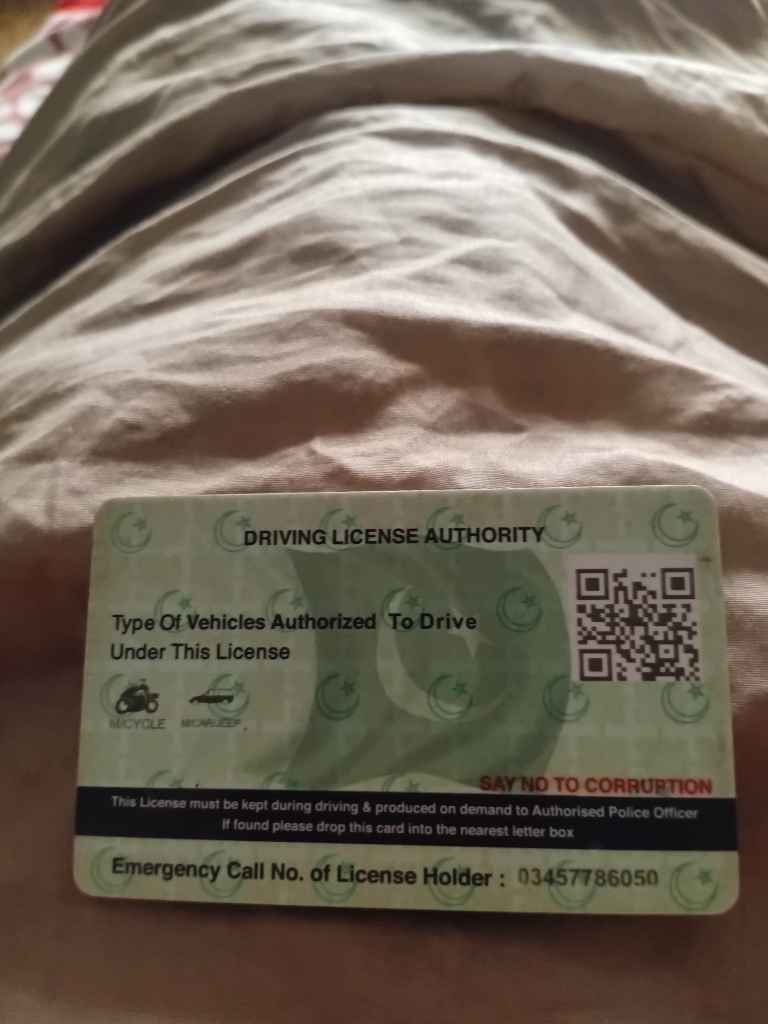 DRIVING LICENSE AUTHORITY
Type Of Vehicles Authorized To Drive
Under This License
M/CYCLE M/CAR/JEEP
SAY NO TO CORRUPTION
This License must be kept during driving & produced on demand to Authorised Police Officer
If found please drop this card into the nearest letter box
Emergency Call No. of License Holder : 03457786050